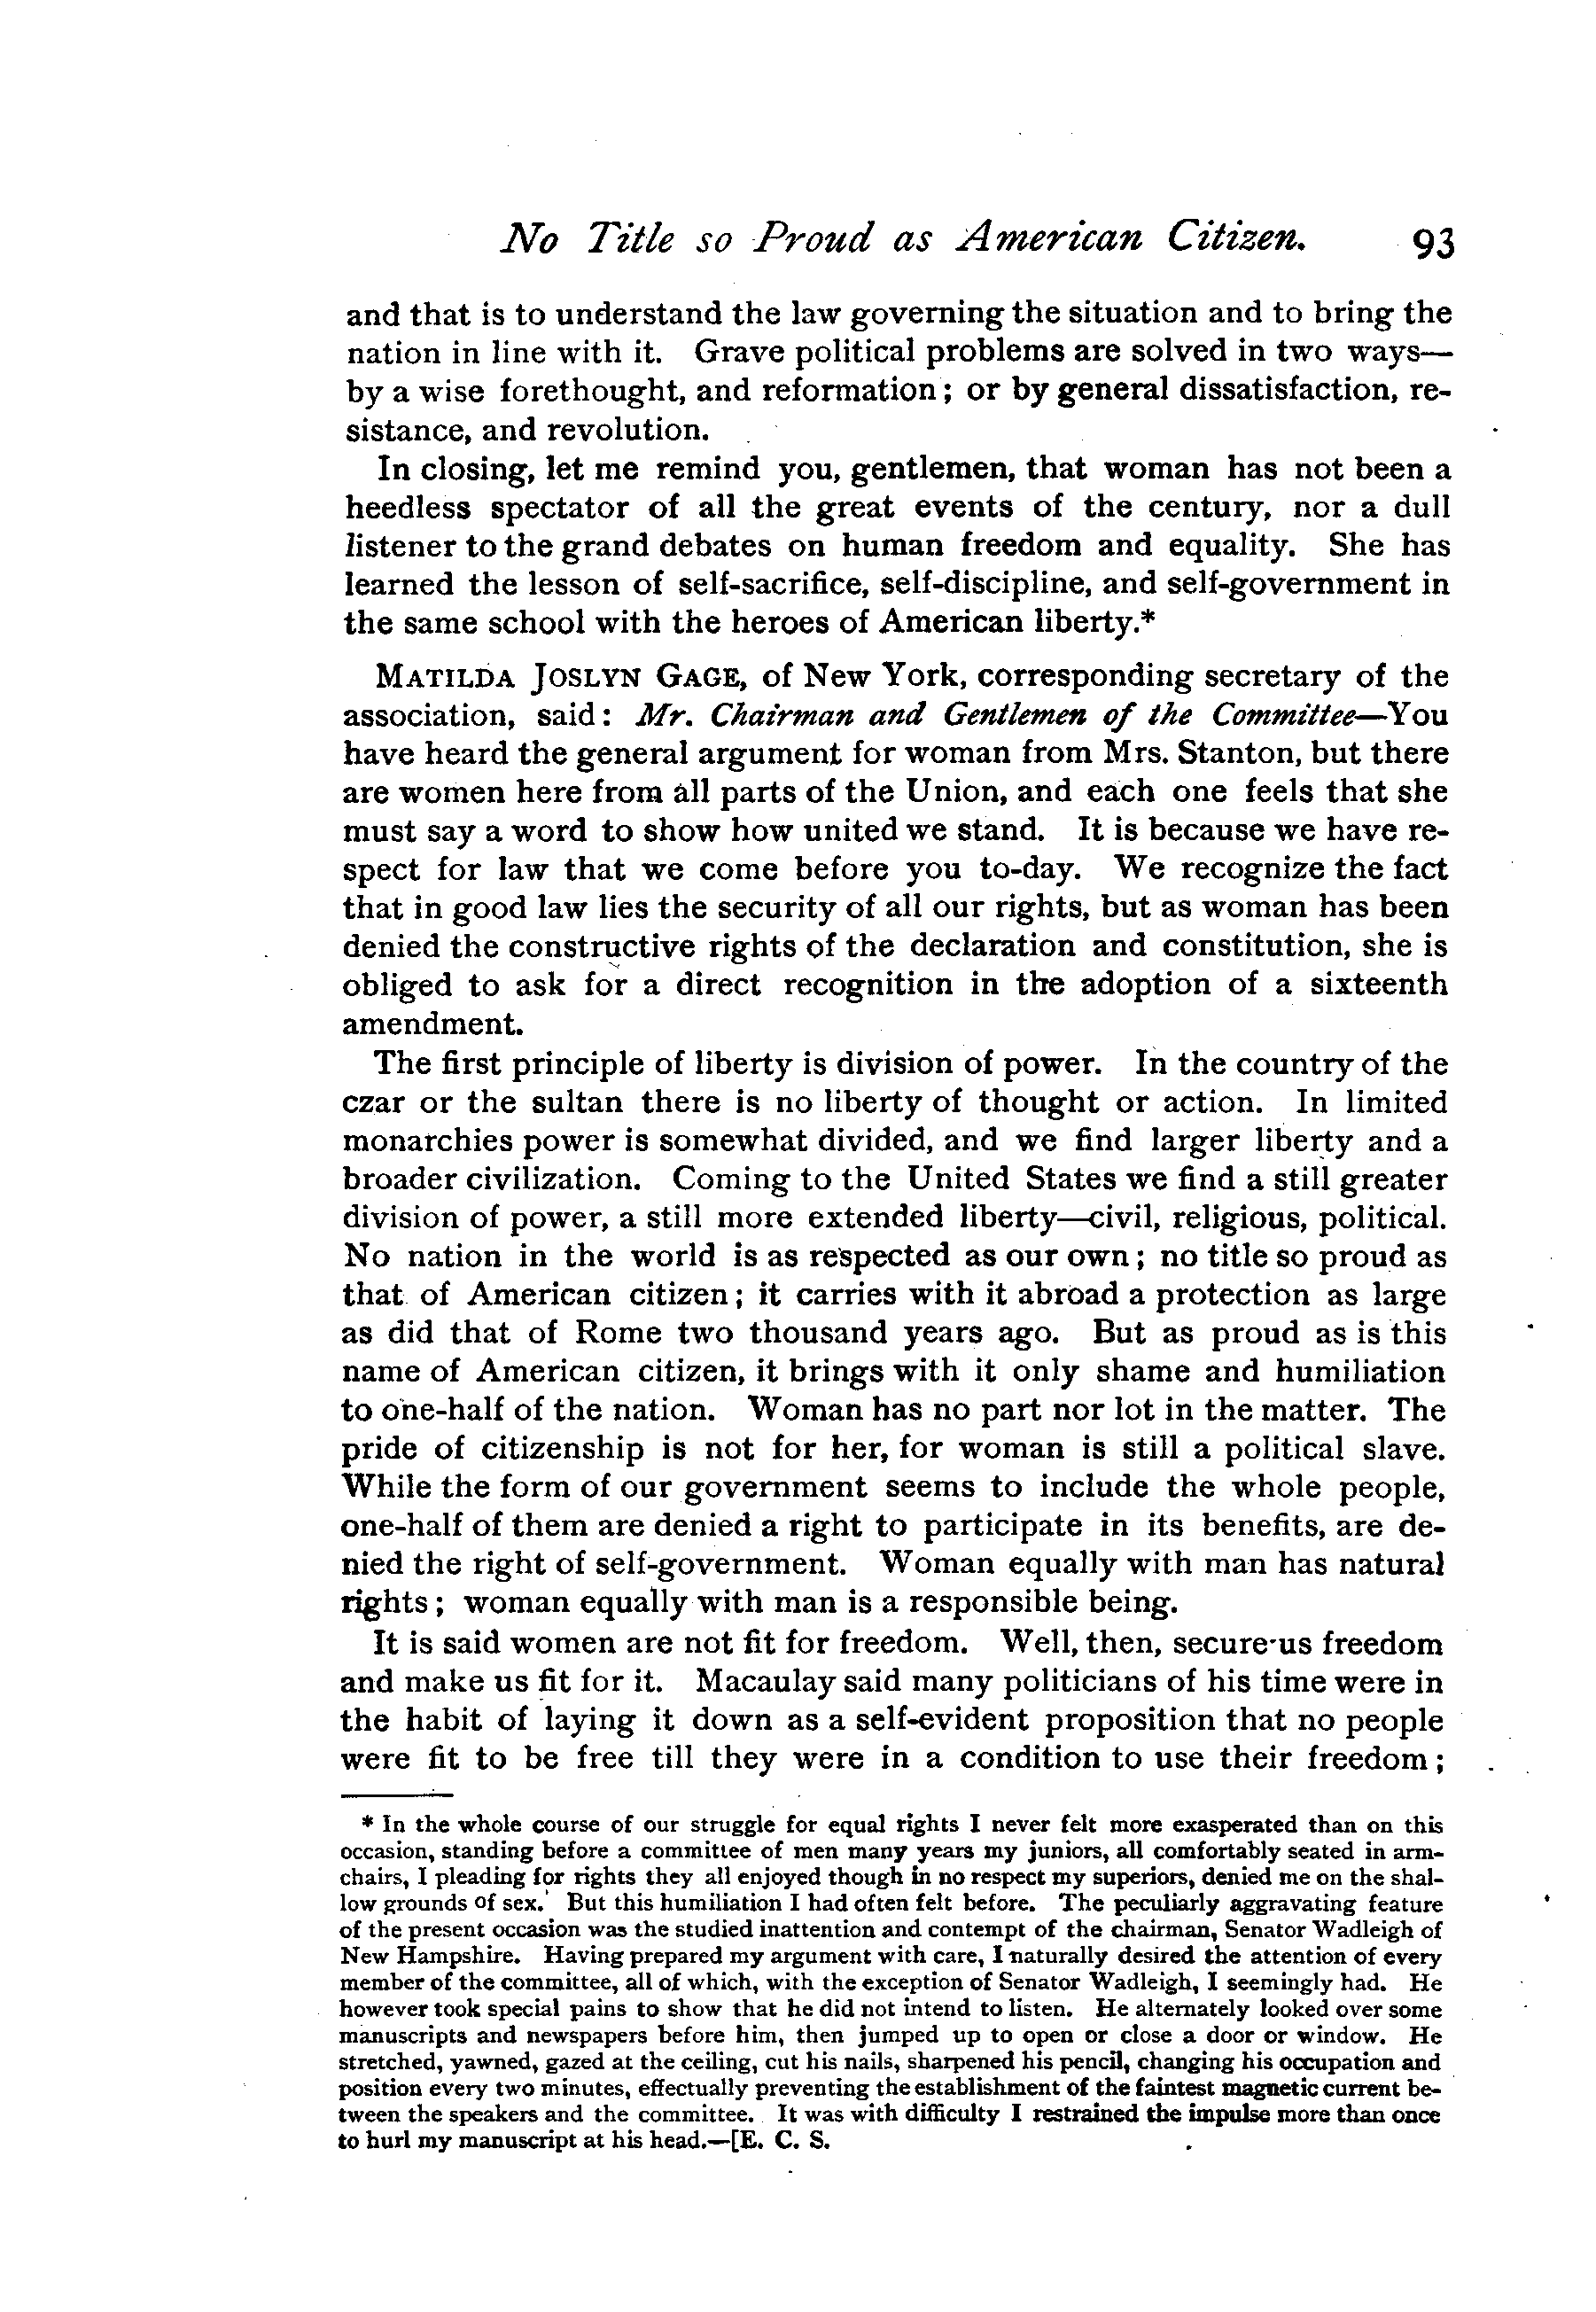 No Title so Proud as American Citizen. 93
and that is to understand the law governing the situation and to bring the
nation in line with it. Grave political problems are solved in two ways—
by a wise forethought, and reformation; or by general dissatisfaction, re-
sistance, and revolution.
In closing, let me remind you, gentlemen, that woman has not been a
heedless spectator of all the great events of the century, nor a dull
listener to the grand debates on human freedom and equality. She has
learned the lesson of self-sacrifice, self-discipline, and self-government in
the same school with the heroes of American liberty.*
MATILDA JOSLYN GAGE, of New York, corresponding secretary of the
association, said: Mr. Chairman and Gentlemen of the Committee—You
have heard the general argument for woman from Mrs. Stanton, but there
are women here from all parts of the Union, and each one feels that she
must say a word to show how united we stand. It is because we have re-
spect for law that we come before you to-day. We recognize the fact
that in good law lies the security of all our rights, but as woman has been
denied the constructive rights of the declaration and constitution, she is
obliged to ask for a direct recognition in the adoption of a sixteenth
amendment.
The first principle of liberty is division of power. In the country of the
czar or the sultan there is no liberty of thought or action. In limited
monarchies power is somewhat divided, and we find larger liberty and a
broader civilization. Coming to the United States we find a still greater
division of power, a still more extended liberty—civil, religious, political.
No nation in the world is as respected as our own; no title so proud as
that of American citizen; it carries with it abroad a protection as large
as did that of Rome two thousand years ago. But as proud as is this
name of American citizen, it brings with it only shame and humiliation
to one-half of the nation. Woman has no part nor lot in the matter. The
pride of citizenship is not for her, for woman is still a political slave.
While the form of our government seems to include the whole people,
one-half of them are denied a right to participate in its benefits, are de-
nied the right of self-government. Woman equally with man has natural
rights; woman equally with man is a responsible being.
It is said women are not fit for freedom. Well, then, secure us freedom
and make us fit for it. Macaulay said many politicians of his time were in
the habit of laying it down as a self-evident proposition that no people
were fit to be free till they were in a condition to use their freedom;
* In the whole course of our struggle for equal rights I never felt more exasperated than on this
occasion, standing before a committee of men many years my juniors, all comfortably seated in arm-
chairs, I pleading for rights they all enjoyed though in no respect my superiors, denied me on the shal-
low grounds of sex. But this humiliation I had often felt before. The peculiarly aggravating feature
of the present occasion was the studied inattention and contempt of the chairman, Senator Wadleigh of
New Hampshire. Having prepared my argument with care, I naturally desired the attention of every
member of the committee, all of which, with the exception of Senator Wadleigh, I seemingly had. He
however took special pains to show that he did not intend to listen. He alternately looked over some
manuscripts and newspapers before him, then jumped up to open or close a door or window. He
stretched, yawned, gazed at the ceiling, cut his nails, sharpened his pencil, changing his occupation and
position every two minutes, effectually preventing the establishment of the faintest magnetic current be-
tween the speakers and the committee. It was with difficulty I restrained the impulse more than once
to hurl my manuscript at his head.—[E. C. S.